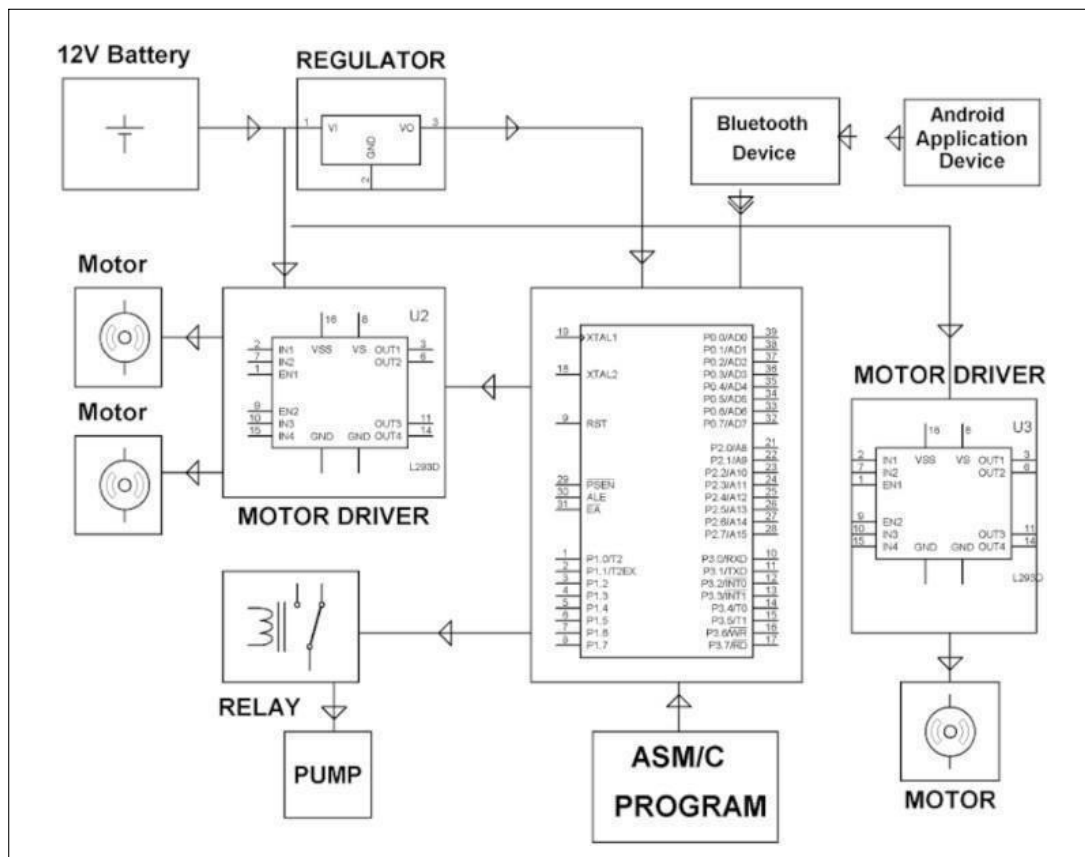 12V Battery
REGULATOR
1
VI
VO
3
GND
2
Bluetooth
Device
Android
Application
Device
Motor
Motor
U2
16
8
2
IN1
VSS
VS
OUT1
3
7
IN2
OUT2
6
1
EN1
9
EN2
10
IN3
OUT3
11
15
IN4
GND
GND
OUT4
14
L293D
MOTOR DRIVER
19
XTAL1
18
XTAL2
9
RST
29
PSEN
30
ALE
31
EA
1
P1.0/T2
2
P1.1/T2EX
3
P1.2
4
P1.3
5
P1.4
6
P1.5
7
P1.6
8
P1.7
P0.0/AD0
39
P0.1/AD1
38
P0.2/AD2
37
P0.3/AD3
36
P0.4/AD4
35
P0.5/AD5
34
P0.6/AD6
33
P0.7/AD7
32
P2.0/A8
21
P2.1/A9
22
P2.2/A10
23
P2.3/A11
24
P2.4/A12
25
P2.5/A13
26
P2.6/A14
27
P2.7/A15
28
P3.0/RXD
10
P3.1/TXD
11
P3.2/INT0
12
P3.3/INT1
13
P3.4/T0
14
P3.5/T1
15
P3.6/WR
16
P3.7/RD
17
MOTOR DRIVER
U3
16
8
2
IN1
VSS
VS
OUT1
3
7
IN2
OUT2
6
1
EN1
9
EN2
10
IN3
OUT3
11
15
IN4
GND
GND
OUT4
14
L293D
RELAY
PUMP
ASM/C
PROGRAM
MOTOR